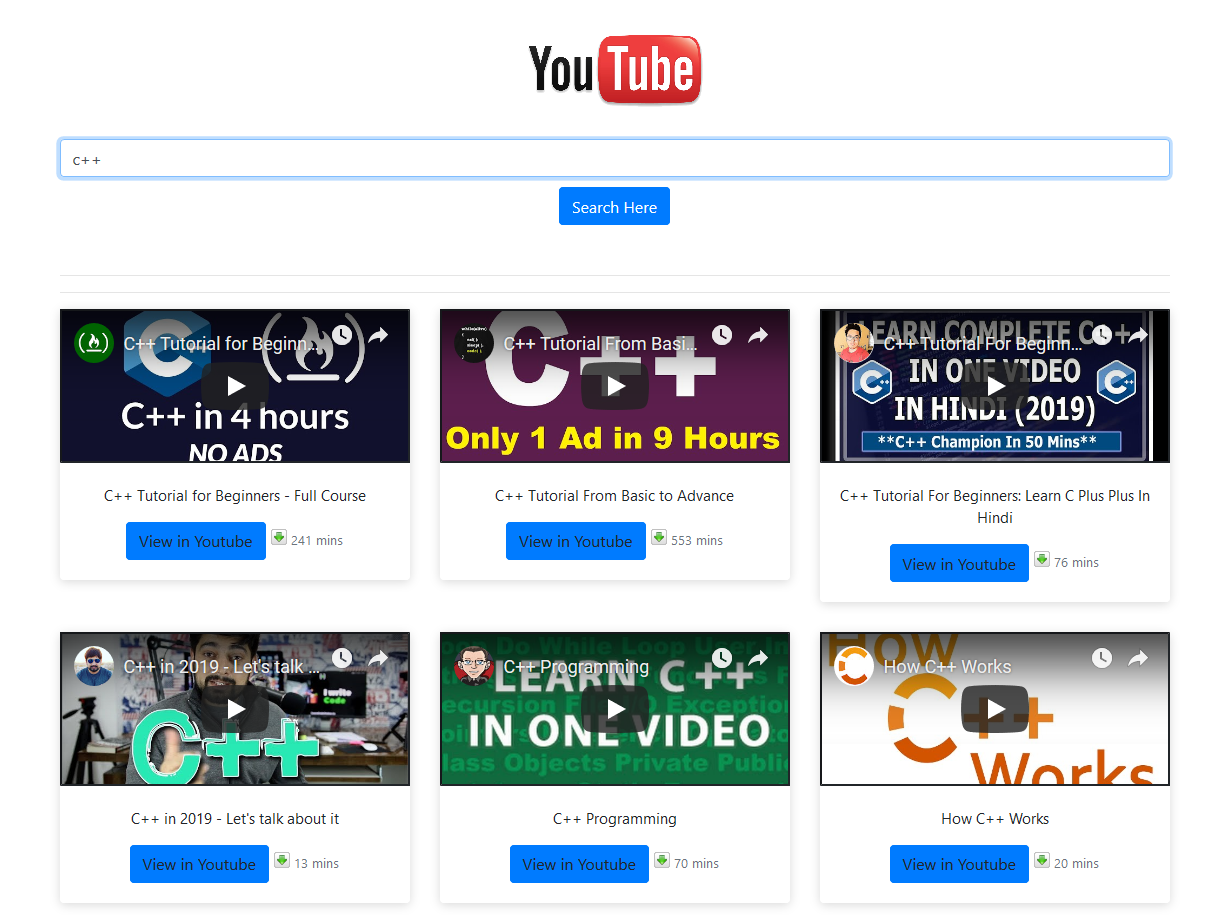 YouTube
c++
Search Here
C++ Tutorial for Beginn...
C++ in 4 hours
NO ADS
C++ Tutorial for Beginners - Full Course
View in Youtube 241 mins
C++ Tutorial From Basi...
C++
Only 1 Ad in 9 Hours
C++ Tutorial From Basic to Advance
View in Youtube 553 mins
LEARN COMPLETE C++
C++ Tutorial For Beginn...
IN ONE VIDEO
IN HINDI (2019)
**C++ Champion In 50 Mins**
C++ Tutorial For Beginners: Learn C Plus Plus In
Hindi
View in Youtube 76 mins
C++ in 2019 - Let's talk ...
I write
Code
C++
C++ in 2019 - Let's talk about it
View in Youtube 13 mins
C++ Programming
LEARN C++
IN ONE VIDEO
Class Objects Private Public
C++ Programming
View in Youtube 70 mins
How
How C++ Works
C++
Works
How C++ Works
View in Youtube 20 mins